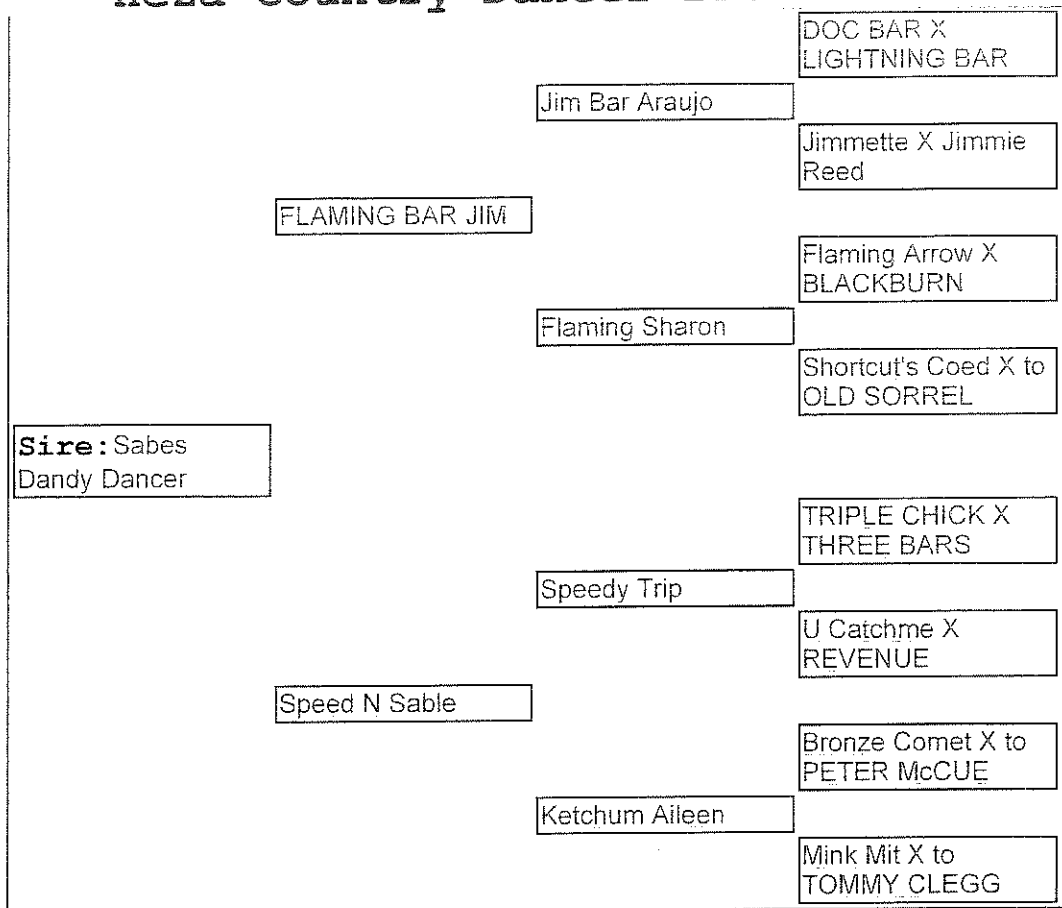 Country Dancer
DOC BAR X
LIGHTNING BAR
Jim Bar Araujo
Jimmette X Jimmie
Reed
FLAMING BAR JIM
Flaming Arrow X
BLACKBURN
Flaming Sharon
Shortcut's Coed X to
OLD SORREL
Sire: Sabes
Dandy Dancer
TRIPLE CHICK X
THREE BARS
Speedy Trip
U Catchme X
REVENUE
Speed N Sable
Bronze Comet X to
PETER McCUE
Ketchum Aileen
Mink Mit X to
TOMMY CLEGG